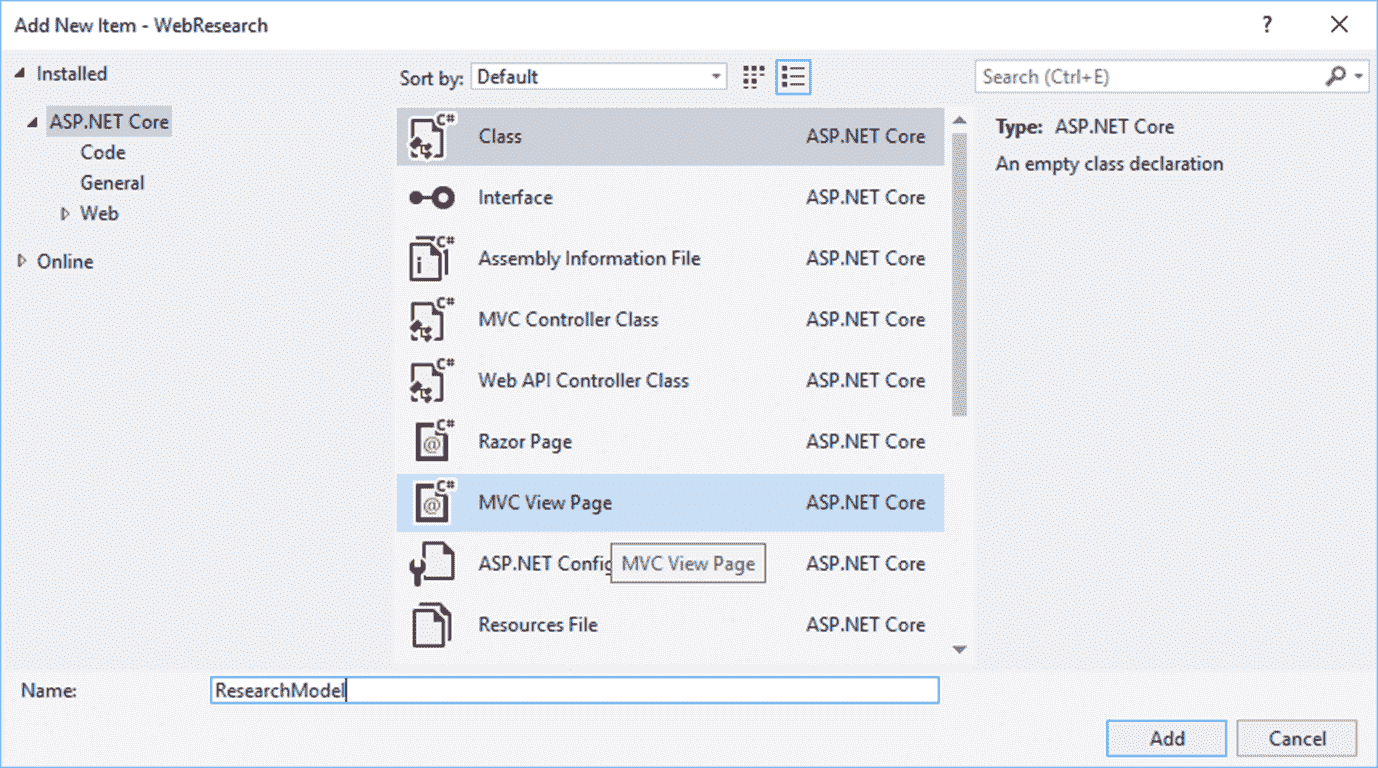 Add New Item - WebResearch
?
Installed
ASP.NET Core
Code
General
Web
Online
Sort by: Default
Search (Ctrl+E)
C# Class ASP.NET Core
Interface ASP.NET Core
C# Assembly Information File ASP.NET Core
C# MVC Controller Class ASP.NET Core
C# Web API Controller Class ASP.NET Core
C# @ Razor Page ASP.NET Core
C# @ MVC View Page ASP.NET Core
ASP.NET Config ASP.NET Core
MVC View Page
Resources File ASP.NET Core
Type: ASP.NET Core
An empty class declaration
Name: ResearchModel
Add Cancel